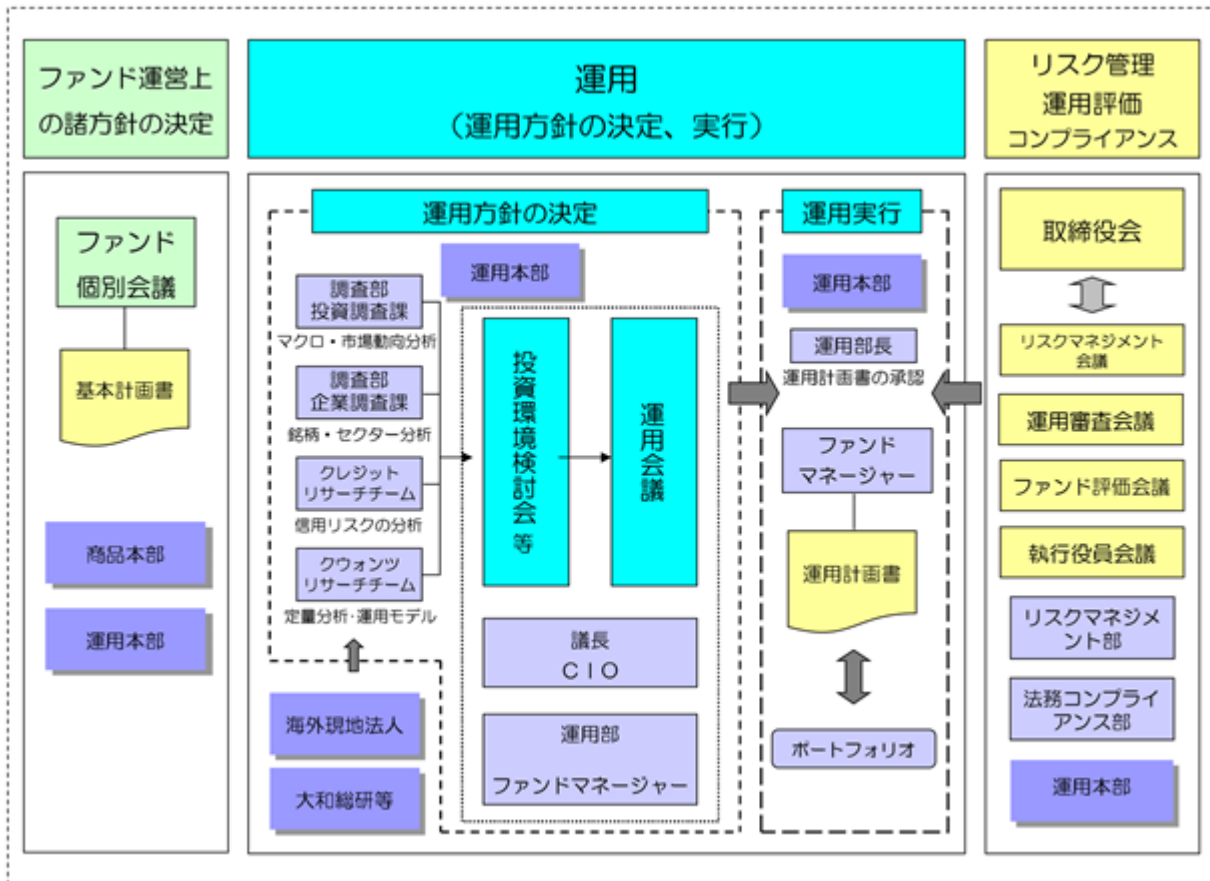 ファンド運営上
の諸方針の決定
運用
（運用方針の決定、実行）
リスク管理
運用評価
コンプライアンス
ファンド
個別会議
基本計画書
商品本部
運用本部
運用方針の決定
運用本部
調査部
投資調査課
マクロ・市場動向分析
調査部
企業調査課
銘柄・セクター分析
クレジット
リサーチチーム
信用リスクの分析
クウォンツ
リサーチチーム
定量分析・運用モデル
海外現地法人
大和総研等
投資環境検討会 等
運用会議
議長
ＣＩＯ
運用部
ファンドマネージャー
運用実行
運用本部
運用部長
運用計画書の承認
ファンド
マネージャー
運用計画書
ポートフォリオ
取締役会
リスクマネジメント
会議
運用審査会議
ファンド評価会議
執行役員会議
リスクマネジメ
ント部
法務コンプライ
アンス部
運用本部